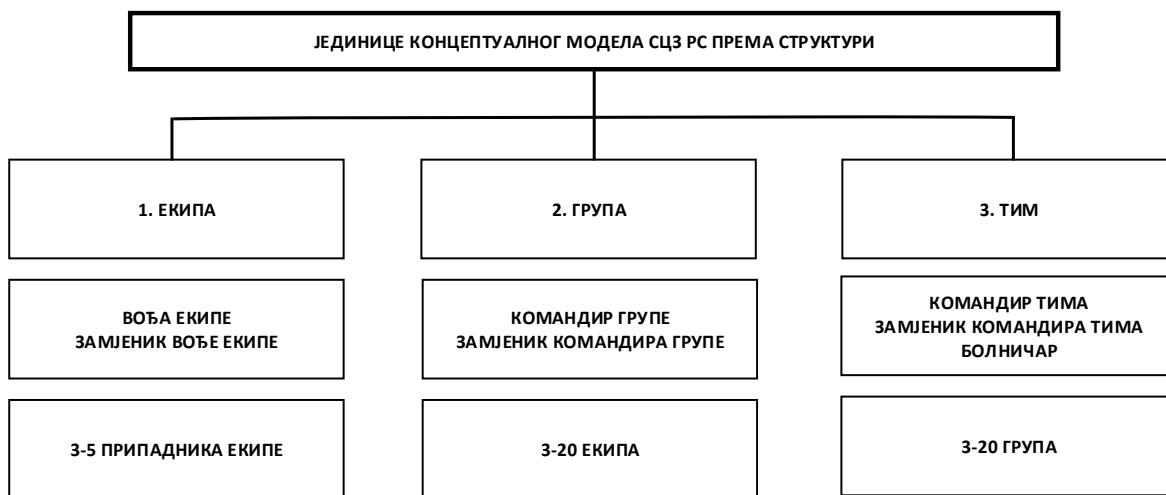 ЈЕДИНИЦЕ КОНЦЕПТУАЛНОГ МОДЕЛА СЦЗ РС ПРЕМА СТРУКТУРИ
1. ЕКИПА
2. ГРУПА
3. ТИМ
ВОЂА ЕКИПЕ
ЗАМЈЕНИК ВОЂЕ ЕКИПЕ
КОМАНДИР ГРУПЕ
ЗАМЈЕНИК КОМАНДИРА ГРУПЕ
КОМАНДИР ТИМА
ЗАМЈЕНИК КОМАНДИРА ТИМА
БОЛНИЧАР
3-5 ПРИПАДНИКА ЕКИПЕ
3-20 ЕКИПА
3-20 ГРУПА